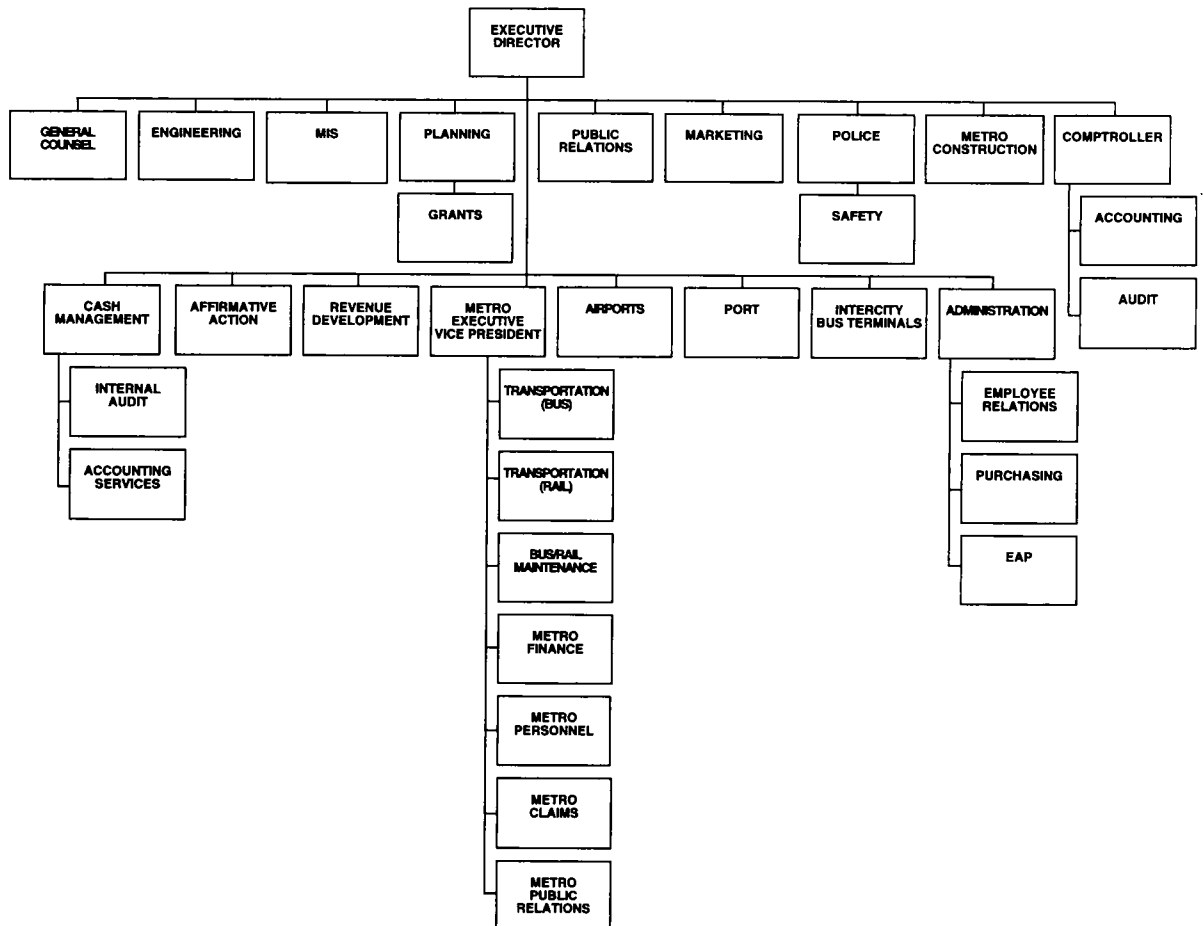 EXECUTIVE
DIRECTOR
GENERAL
COUNSEL
ENGINEERING
MIS
PLANNING
PUBLIC
RELATIONS
MARKETING
POLICE
METRO
CONSTRUCTION
COMPTROLLER
GRANTS
SAFETY
ACCOUNTING
AUDIT
CASH
MANAGEMENT
AFFIRMATIVE
ACTION
REVENUE
DEVELOPMENT
METRO
EXECUTIVE
VICE PRESIDENT
AIRPORTS
PORT
INTERCITY
BUS TERMINALS
ADMINISTRATION
INTERNAL
AUDIT
ACCOUNTING
SERVICES
TRANSPORTATION
(BUS)
TRANSPORTATION
(RAIL)
BUS/RAIL
MAINTENANCE
METRO
FINANCE
METRO
PERSONNEL
METRO
CLAIMS
METRO
PUBLIC
RELATIONS
EMPLOYEE
RELATIONS
PURCHASING
EAP